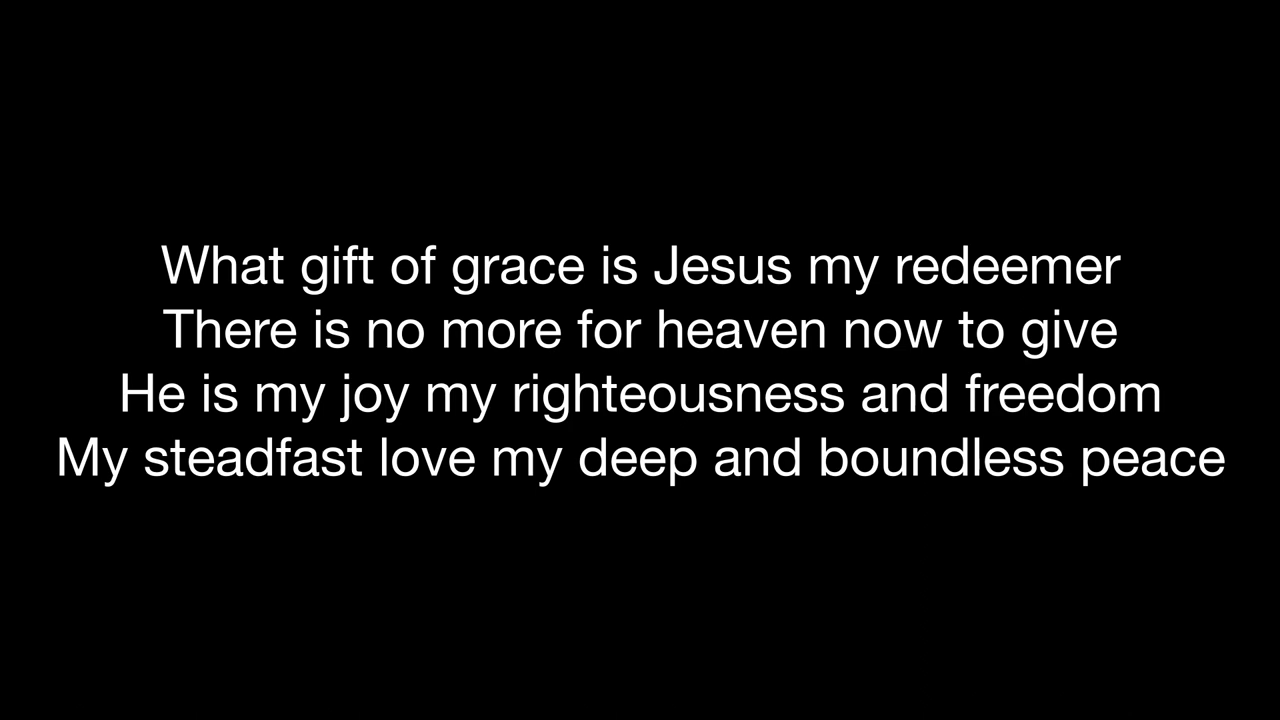 What gift of grace is Jesus my redeemer
There is no more for heaven now to give
He is my joy my righteousness and freedom
My steadfast love my deep and boundless peace